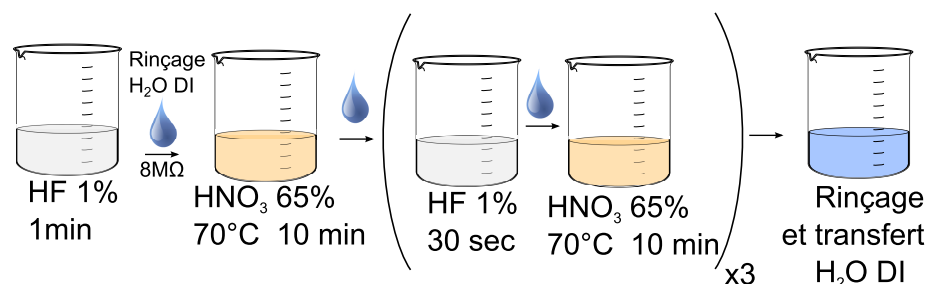 Rinçage
H₂O DI
8MΩ
HF 1%
1min
HNO₃ 65%
70°C 10 min
HF 1%
30 sec
HNO₃ 65%
70°C 10 min
x3
Rinçage
et transfert
H₂O DI